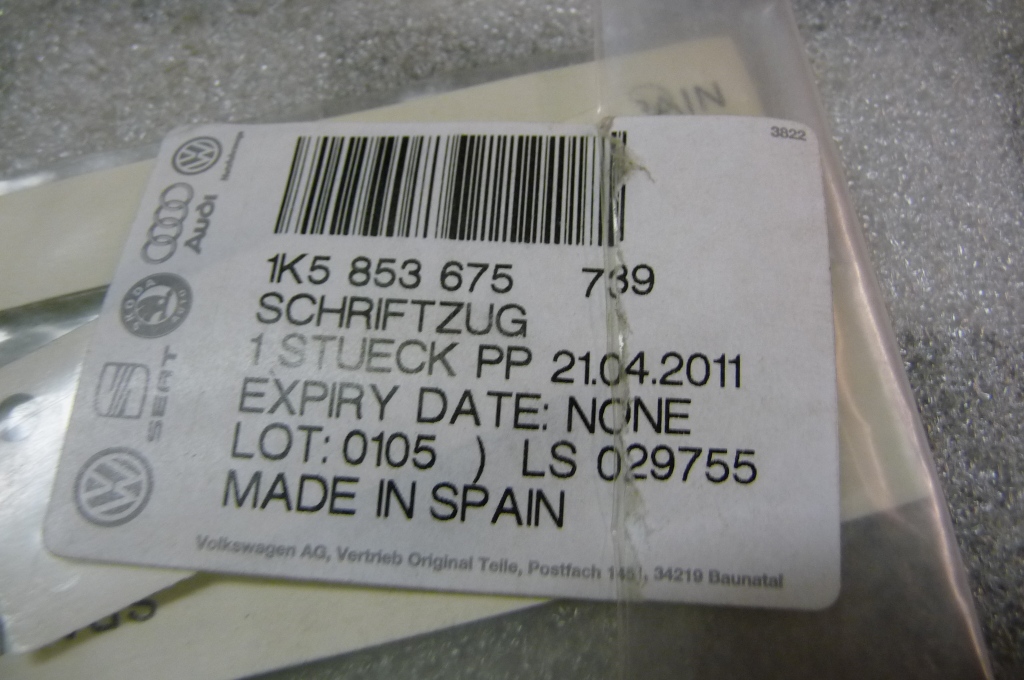 3822
Audi
SKODA
SEAT
1K5 853 675 739
SCHRIFTZUG
1 STUECK PP 21.04.2011
EXPIRY DATE: NONE
LOT: 0105 ) LS 029755
MADE IN SPAIN
Volkswagen AG, Vertrieb Original Teile, Postfach 1451, 34219 Baunatal